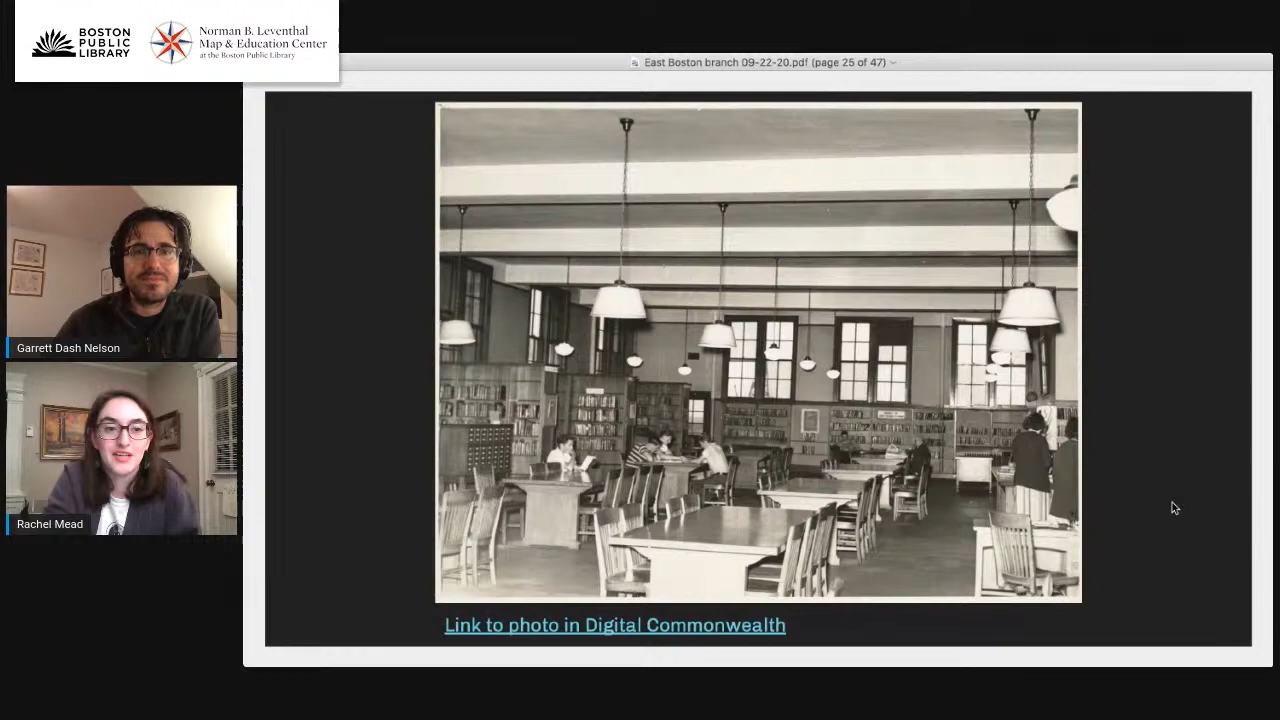 BOSTON
PUBLIC
LIBRARY
Norman B. Leventhal
Map & Education Center
at the Boston Public Library
East Boston branch 09-22-20.pdf (page 25 of 47)
Garrett Dash Nelson
Rachel Mead
Link to photo in Digital Commonwealth